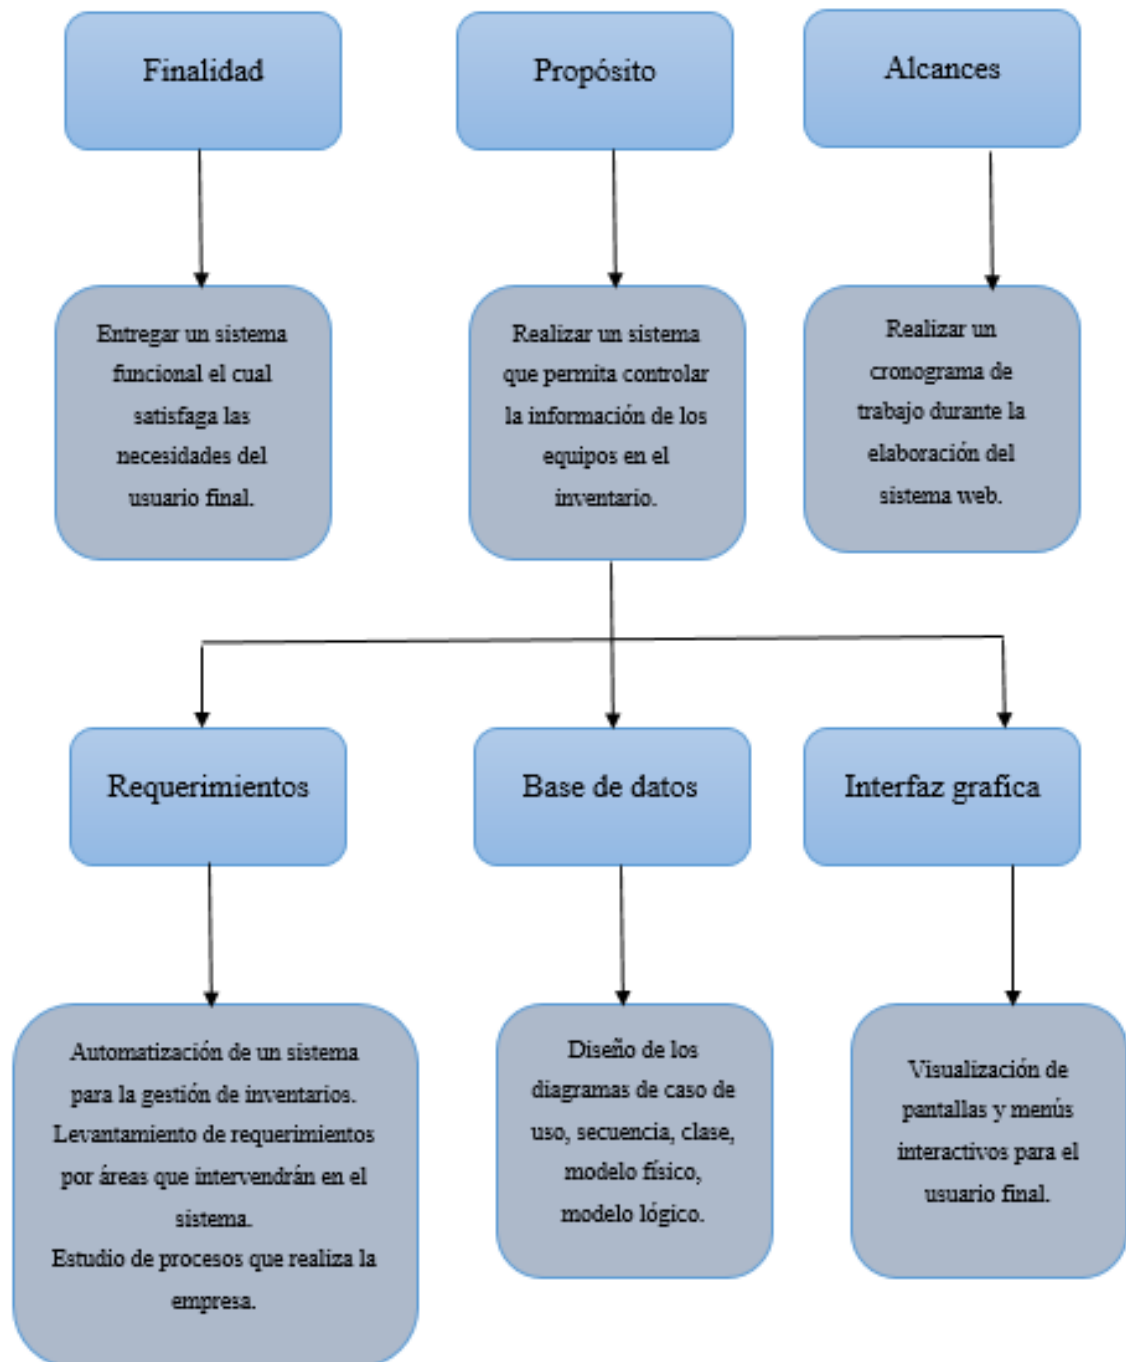 Finalidad
Propósito
Alcances
Entregar un sistema
funcional el cual
satisfaga las
necesidades del
usuario final.
Realizar un sistema
que permita controlar
la información de los
equipos en el
inventario.
Realizar un
cronograma de
trabajo durante la
elaboración del
sistema web.
Requerimientos
Base de datos
Interfaz grafica
Automatización de un sistema
para la gestión de inventarios.
Levantamiento de requerimientos
por áreas que intervendrán en el
sistema.
Estudio de procesos que realiza la
empresa.
Diseño de los
diagramas de caso de
uso, secuencia, clase,
modelo físico,
modelo lógico.
Visualización de
pantallas y menús
interactivos para el
usuario final.